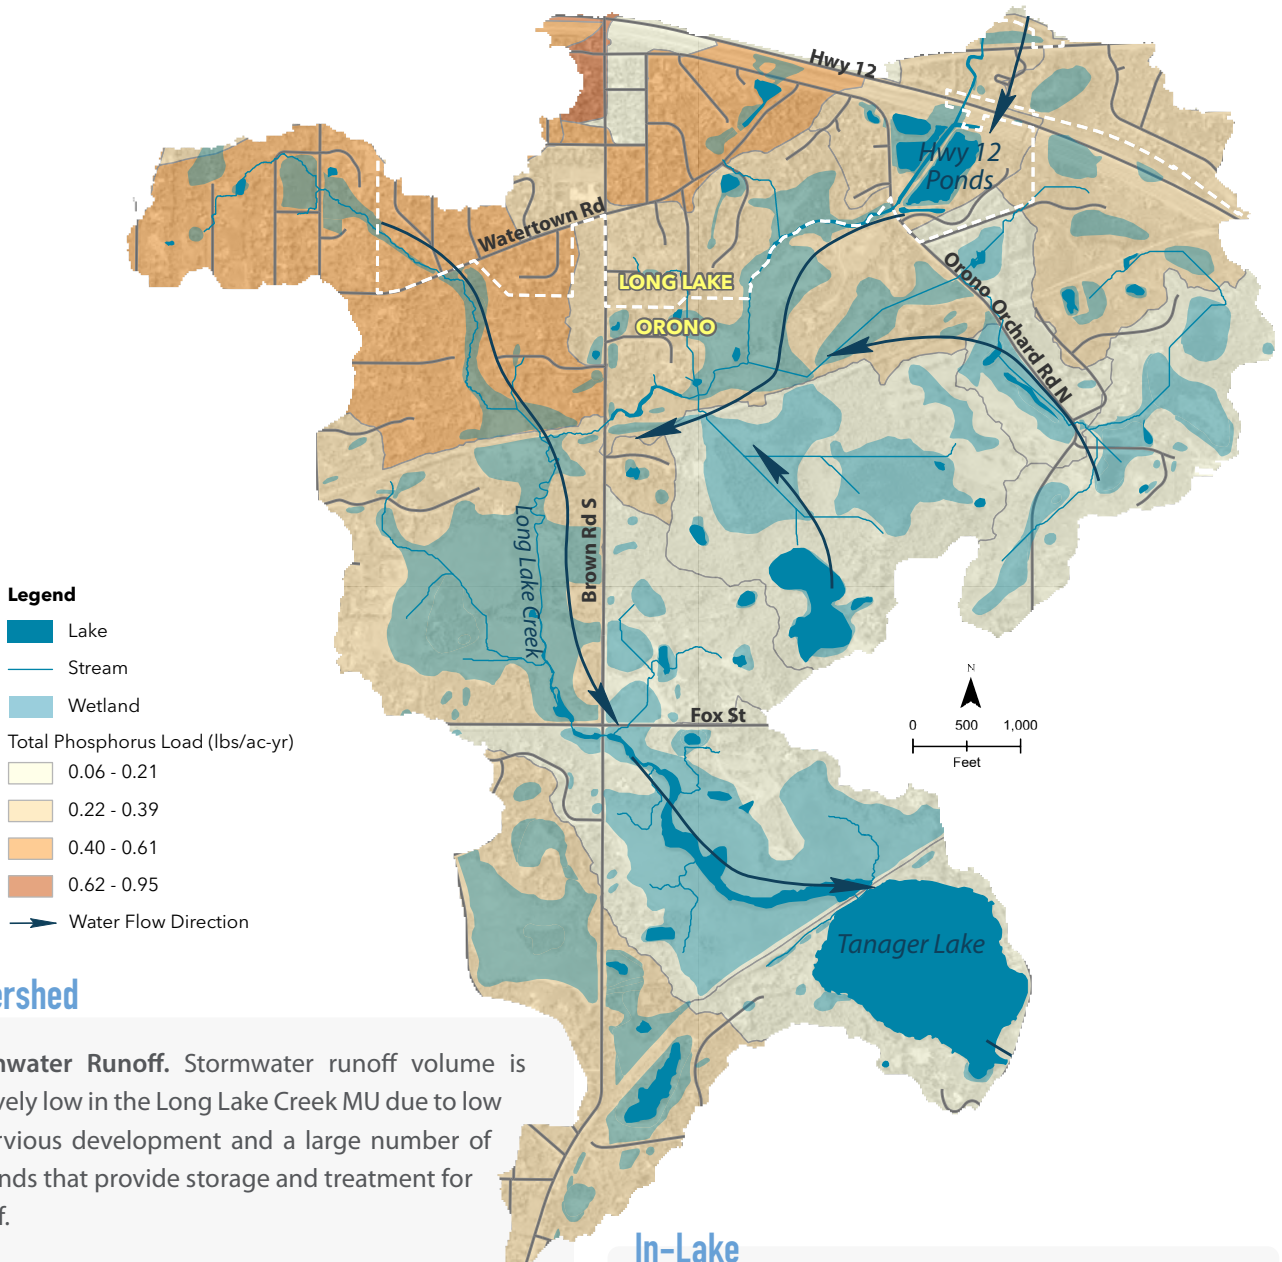 Hwy 12
Hwy 12
Ponds
Watertown Rd
LONG LAKE
ORONO
Orono Orchard Rd N
Long Lake Creek
Brown Rd S
Fox St
Tanager Lake
N
0 500 1,000
Feet
Legend
Lake
Stream
Wetland
Total Phosphorus Load (lbs/ac-yr)
0.06 - 0.21
0.22 - 0.39
0.40 - 0.61
0.62 - 0.95
Water Flow Direction
ershed
nwater Runoff. Stormwater runoff volume is
vely low in the Long Lake Creek MU due to low
rvious development and a large number of
nds that provide storage and treatment for
f.
In-Lake